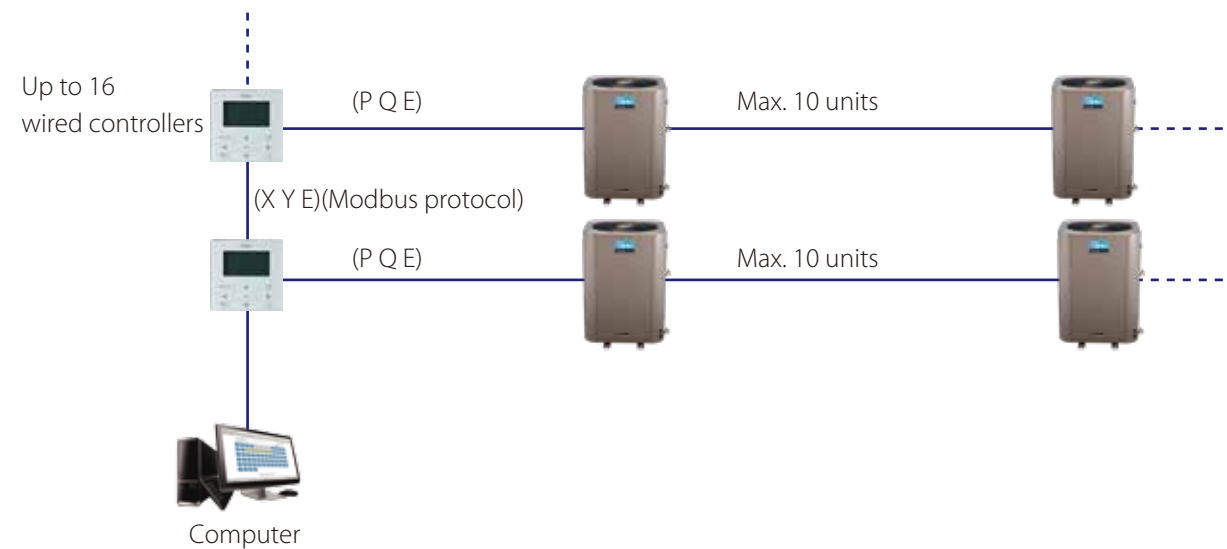 Up to 16
wired controllers
(P Q E)
Max. 10 units
(X Y E)(Modbus protocol)
(P Q E)
Max. 10 units
Computer